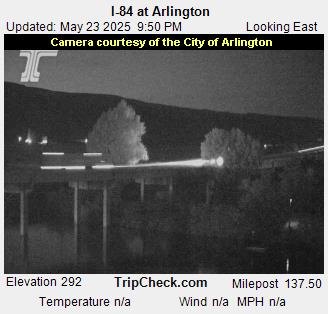 I-84 at Arlington
Updated: May 23 2025 9:50 PM Looking East
Camera courtesy of the City of Arlington
Elevation 292 TripCheck.com Milepost 137.50
Temperature n/a Wind n/a MPH n/a